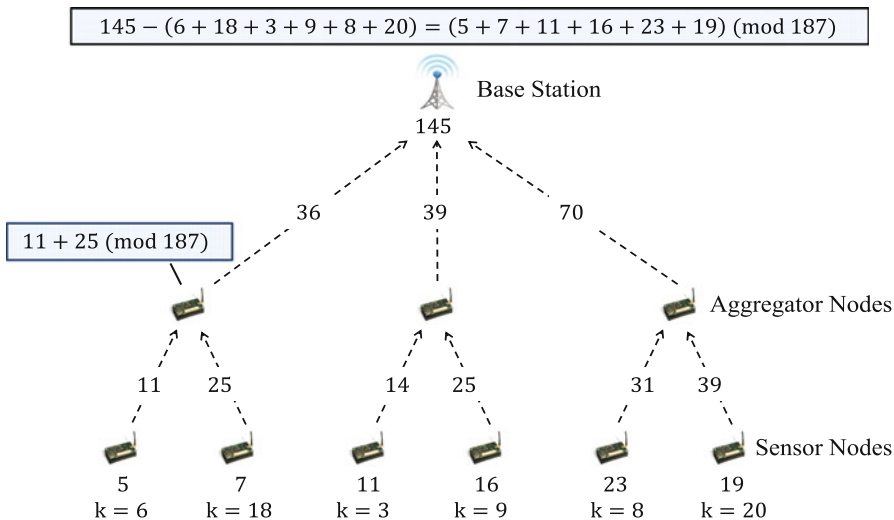 145 − (6 + 18 + 3 + 9 + 8 + 20) = (5 + 7 + 11 + 16 + 23 + 19) (mod 187)
Base Station
145
36 39 70
11 + 25 (mod 187)
Aggregator Nodes
11 25 14 25 31 39
Sensor Nodes
5 7 11 16 23 19
k = 6 k = 18 k = 3 k = 9 k = 8 k = 20